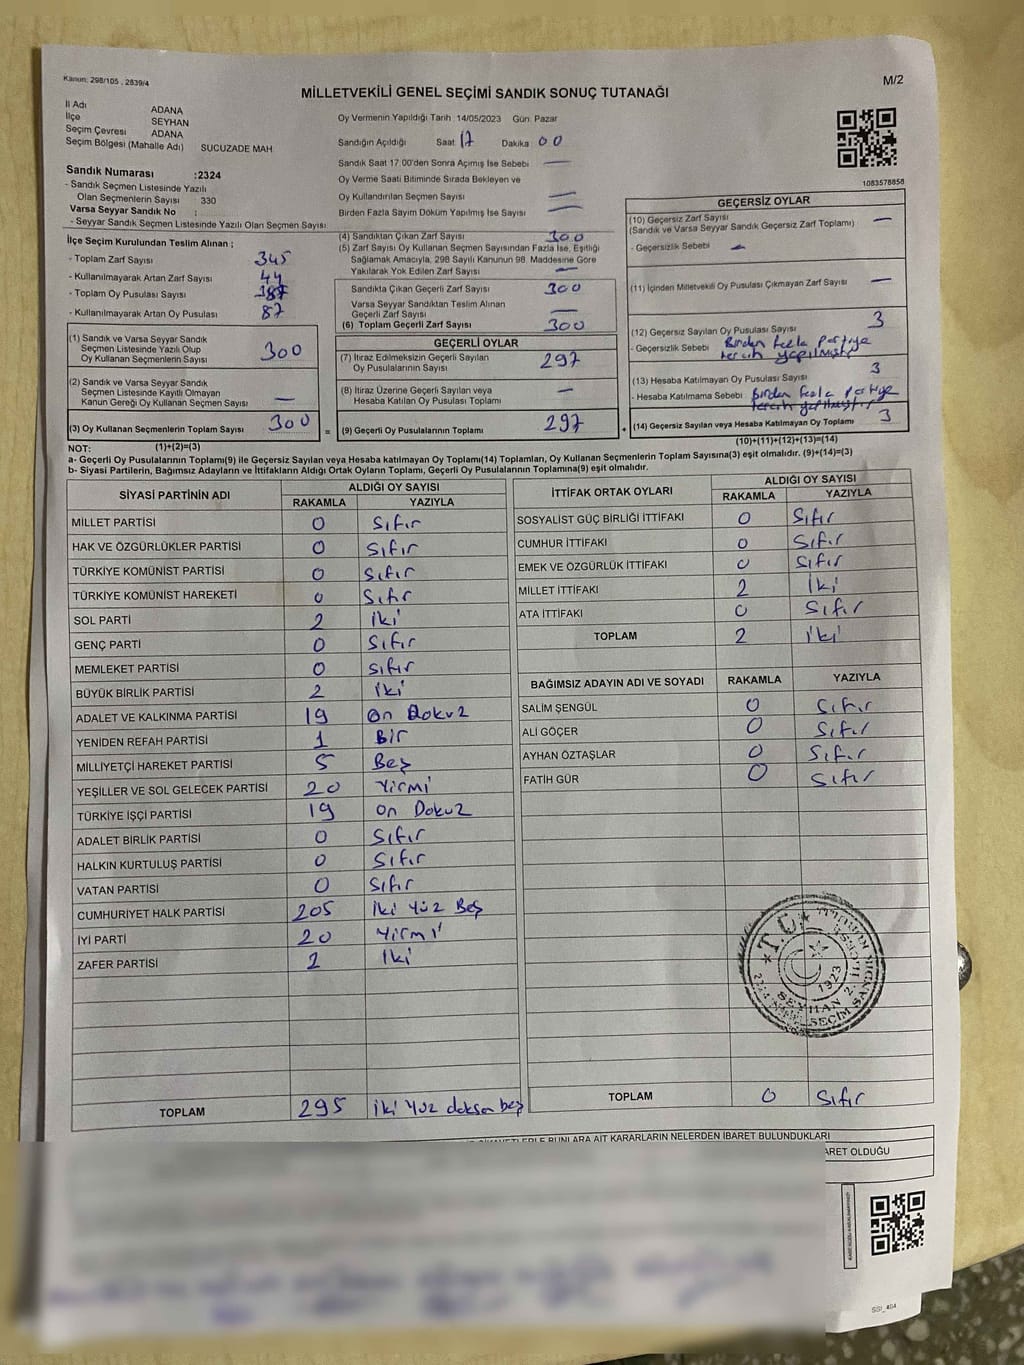 Kanun: 298/105 , 2839/4
M/2
MİLLETVEKİLİ GENEL SEÇİMİ SANDIK SONUÇ TUTANAĞI
İl Adı ADANA
İlçe SEYHAN
Seçim Çevresi ADANA
Seçim Bölgesi (Mahalle Adı) SUCUZADE MAH
Sandık Numarası :2324
- Sandık Seçmen Listesinde Yazılı
Olan Seçmenlerin Sayısı 330
Varsa Seyyar Sandık No :
- Seyyar Sandık Seçmen Listesinde Yazılı Olan Seçmen Sayısı
İlçe Seçim Kurulundan Teslim Alınan ;
- Toplam Zarf Sayısı 345
- Kullanılmayarak Artan Zarf Sayısı 44
- Toplam Oy Pusulası Sayısı 387
- Kullanılmayarak Artan Oy Pusulası 87
(1) Sandık ve Varsa Seyyar Sandık
Seçmen Listesinde Yazılı Olup
Oy Kullanan Seçmenlerin Sayısı 300
(2) Sandık ve Varsa Seyyar Sandık
Seçmen Listesinde Kayıtlı Olmayan
Kanun Gereği Oy Kullanan Seçmen Sayısı —
(3) Oy Kullanan Seçmenlerin Toplam Sayısı 300
=
Oy Vermenin Yapıldığı Tarih :14/05/2023 Gün: Pazar
Sandığın Açıldığı Saat 17 Dakika 00
Sandık Saat 17:00'den Sonra Açımış İse Sebebi —
Oy Verme Saati Bitiminde Sırada Bekleyen ve
Oy Kullandırılan Seçmen Sayısı —
Birden Fazla Sayım Döküm Yapılmış İse Sayısı —
(4) Sandıktan Çıkan Zarf Sayısı 300
(5) Zarf Sayısı Oy Kullanan Seçmen Sayısından Fazla İse, Eşitliği
Sağlamak Amacıyla, 298 Sayılı Kanunun 98. Maddesine Göre
Yakılarak Yok Edilen Zarf Sayısı —
Sandıkta Çıkan Geçerli Zarf Sayısı 300
Varsa Seyyar Sandıktan Teslim Alınan
Geçerli Zarf Sayısı —
(6) Toplam Geçerli Zarf Sayısı 300
GEÇERLİ OYLAR
(7) İtiraz Edilmeksizin Geçerli Sayılan
Oy Pusulalarının Sayısı 297
(8) İtiraz Üzerine Geçerli Sayılan veya
Hesaba Katılan Oy Pusulası Toplamı —
(9) Geçerli Oy Pusulalarının Toplamı 297
+
1083578858
GEÇERSİZ OYLAR
(10) Geçersiz Zarf Sayısı —
(Sandık ve Varsa Seyyar Sandık Geçersiz Zarf Toplamı)
- Geçersizlik Sebebi —
(11) İçinden Milletvekili Oy Pusulası Çıkmayan Zarf Sayısı —
(12) Geçersiz Sayılan Oy Pusulası Sayısı 3
- Geçersizlik Sebebi Birden fazla partiye
tercih yapılmıştır
(13) Hesaba Katılmayan Oy Pusulası Sayısı 3
- Hesaba Katılmama Sebebi Birden fazla partiye
tercih yapılmıştır
(14) Geçersiz Sayılan veya Hesaba Katılmayan Oy Toplamı 3
NOT: (1)+(2)=(3)
(10)+(11)+(12)+(13)=(14)
a- Geçerli Oy Pusulalarının Toplamı(9) ile Geçersiz Sayılan veya Hesaba Katılmayan Oy Toplamı(14) Toplamları, Oy Kullanan Seçmenlerin Toplam Sayısına(3) eşit olmalıdır. (9)+(14)=(3)
b- Siyasi Partilerin, Bağımsız Adayların ve İttifakların Aldığı Ortak Oyların Toplamı, Geçerli Oy Pusulalarının Toplamına(9) eşit olmalıdır.
SİYASİ PARTİNİN ADI ALDIĞI OY SAYISI
RAKAMLA YAZIYLA
MİLLET PARTİSİ 0 Sıfır
HAK VE ÖZGÜRLÜKLER PARTİSİ 0 Sıfır
TÜRKİYE KOMÜNİST PARTİSİ 0 Sıfır
TÜRKİYE KOMÜNİST HAREKETİ 0 Sıfır
SOL PARTİ 2 iki
GENÇ PARTİ 0 Sıfır
MEMLEKET PARTİSİ 0 sıfır
BÜYÜK BİRLİK PARTİSİ 2 iki
ADALET VE KALKINMA PARTİSİ 19 On Dokuz
YENİDEN REFAH PARTİSİ 1 Bir
MİLLİYETÇİ HAREKET PARTİSİ 5 Beş
YEŞİLLER VE SOL GELECEK PARTİSİ 20 Yirmi
TÜRKİYE İŞÇİ PARTİSİ 19 On Dokuz
ADALET BİRLİK PARTİSİ 0 Sıfır
HALKIN KURTULUŞ PARTİSİ 0 Sıfır
VATAN PARTİSİ 0 Sıfır
CUMHURİYET HALK PARTİSİ 205 iki Yüz Beş
İYİ PARTİ 20 Yirmi
ZAFER PARTİSİ 2 İki
TOPLAM 295 iki Yüz doksan beş
İTTİFAK ORTAK OYLARI ALDIĞI OY SAYISI
RAKAMLA YAZIYLA
SOSYALİST GÜÇ BİRLİĞİ İTTİFAKI 0 Sıfır
CUMHUR İTTİFAKI 0 Sıfır
EMEK VE ÖZGÜRLÜK İTTİFAKI 0 Sıfır
MİLLET İTTİFAKI 2 İki
ATA İTTİFAKI 0 Sıfır
TOPLAM 2 iki
BAĞIMSIZ ADAYIN ADI VE SOYADI RAKAMLA YAZIYLA
SALİM ŞENGÜL 0 Sıfır
ALİ GÖÇER 0 Sıfır
AYHAN ÖZTAŞLAR 0 Sıfır
FATİH GÜR 0 Sıfır
T.C.
1923
SEYHAN 2.
TOPLAM 0 Sıfır
BUNLARA AİT KARARLARIN NELERDEN İBARET BULUNDUKLARI
ARET OLDUĞU